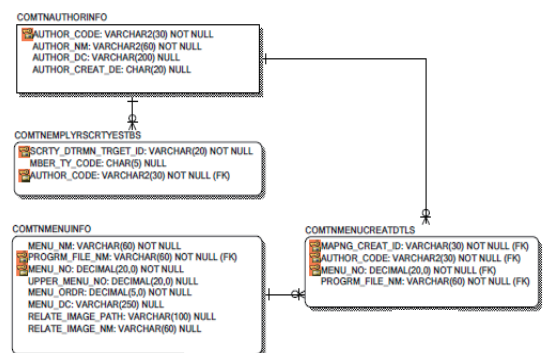 COMTNAUTHORINFO
AUTHOR_CODE: VARCHAR2(30) NOT NULL
AUTHOR_NM: VARCHAR2(60) NOT NULL
AUTHOR_DC: VARCHAR(200) NULL
AUTHOR_CREAT_DE: CHAR(20) NULL
COMTNEMPLYRSCRTYESTBS
SCRTY_DTRMN_TRGET_ID: VARCHAR(20) NOT NULL
MBER_TY_CODE: CHAR(5) NULL
AUTHOR_CODE: VARCHAR2(30) NOT NULL (FK)
COMTNMENUINFO
MENU_NM: VARCHAR(60) NOT NULL
PROGRM_FILE_NM: VARCHAR(60) NOT NULL (FK)
MENU_NO: DECIMAL(20,0) NOT NULL
UPPER_MENU_NO: DECIMAL(20,0) NULL
MENU_ORDR: DECIMAL(5,0) NOT NULL
MENU_DC: VARCHAR(250) NULL
RELATE_IMAGE_PATH: VARCHAR(100) NULL
RELATE_IMAGE_NM: VARCHAR(60) NULL
COMTNMENUCREATDTLS
MAPNG_CREAT_ID: VARCHAR(30) NOT NULL (FK)
AUTHOR_CODE: VARCHAR2(30) NOT NULL (FK)
MENU_NO: DECIMAL(20,0) NOT NULL (FK)
PROGRM_FILE_NM: VARCHAR(60) NOT NULL (FK)